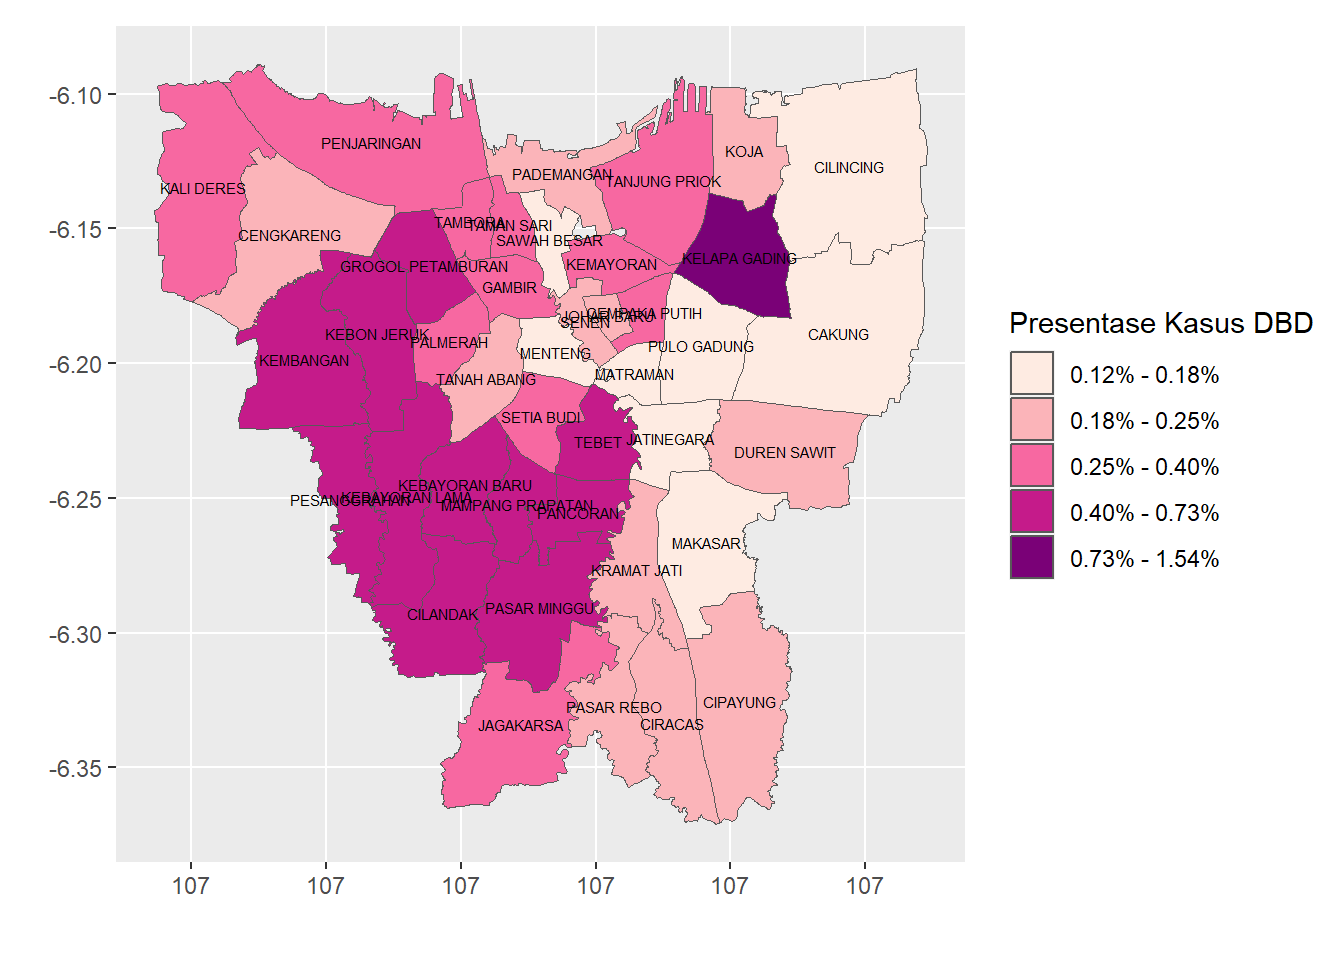 -6.10
-6.15
-6.20
-6.25
-6.30
-6.35
107
107
107
107
107
107
PENJARINGAN
KOJA
CILINCING
PADEMANGAN
TANJUNG PRIOK
KALI DERES
TAMBORA
TAMAN SARI
CENGKARENG
SAWAH BESAR
KELAPA GADING
GROGOL PETAMBURAN
KEMAYORAN
GAMBIR
CEMPAKA PUTIH
JOHAR BARU
SENEN
KEBON JERUK
CAKUNG
PALMERAH
PULO GADUNG
MENTENG
KEMBANGAN
MATRAMAN
TANAH ABANG
SETIA BUDI
TEBET
JATINEGARA
DUREN SAWIT
KEBAYORAN BARU
PESANGGRAHAN
KEBAYORAN LAMA
MAMPANG PRAPATAN
PANCORAN
MAKASAR
KRAMAT JATI
PASAR MINGGU
CILANDAK
CIPAYUNG
PASAR REBO
JAGAKARSA
CIRACAS
Presentase Kasus DBD
0.12% - 0.18%
0.18% - 0.25%
0.25% - 0.40%
0.40% - 0.73%
0.73% - 1.54%